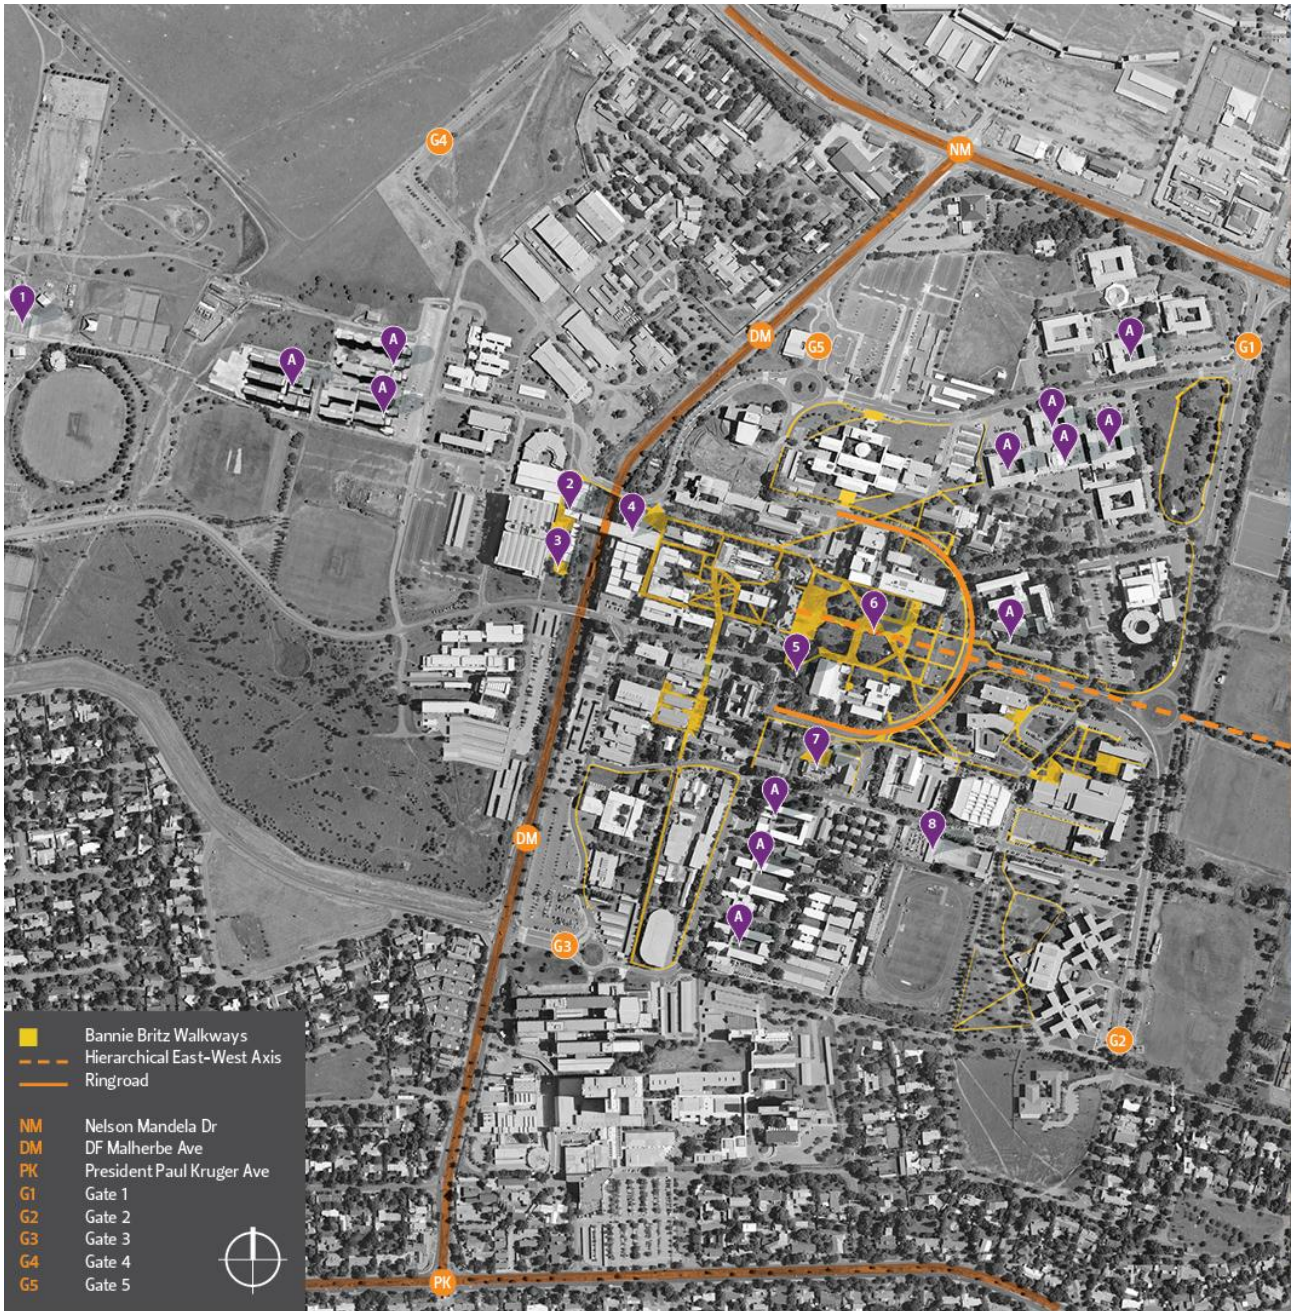 G4
NM
1
DM
G5
G1
A
A
A
A
A
A
A
A
2
4
3
6
A
5
7
A
8
DM
A
A
G3
G2
Bannie Britz Walkways
Hierarchical East-West Axis
Ringroad
NM Nelson Mandela Dr
DM DF Malherbe Ave
PK President Paul Kruger Ave
G1 Gate 1
G2 Gate 2
G3 Gate 3
G4 Gate 4
G5 Gate 5
PK